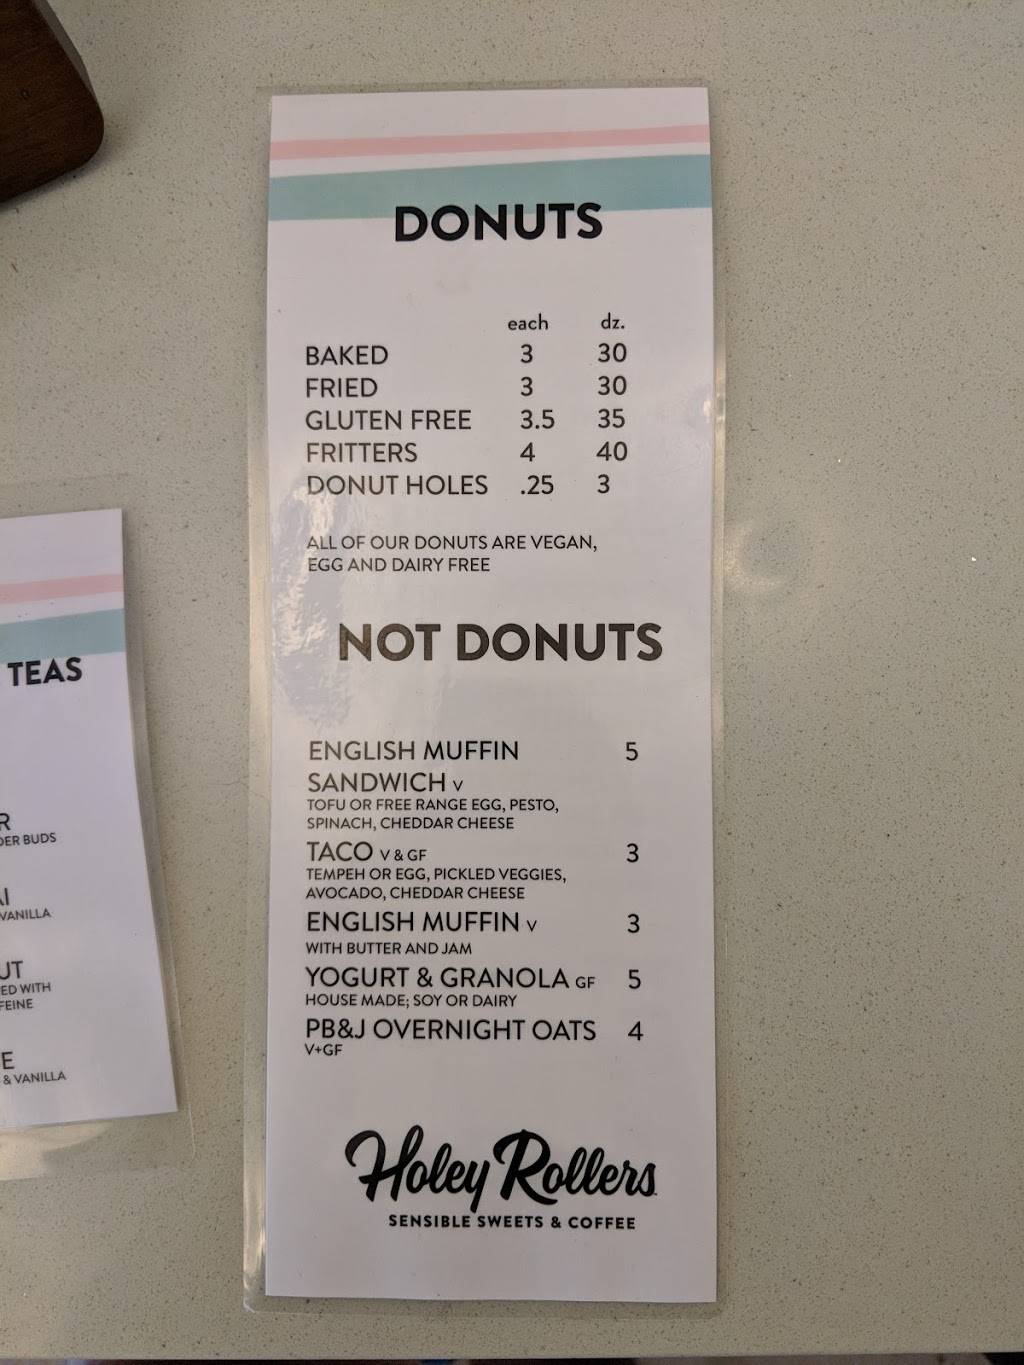 DONUTS
each dz.
BAKED 3 30
FRIED 3 30
GLUTEN FREE 3.5 35
FRITTERS 4 40
DONUT HOLES .25 3
ALL OF OUR DONUTS ARE VEGAN,
EGG AND DAIRY FREE
NOT DONUTS
ENGLISH MUFFIN 5
SANDWICH V
TOFU OR FREE RANGE EGG, PESTO,
SPINACH, CHEDDAR CHEESE
TACO V & GF 3
TEMPEH OR EGG, PICKLED VEGGIES,
AVOCADO, CHEDDAR CHEESE
ENGLISH MUFFIN V 3
WITH BUTTER AND JAM
YOGURT & GRANOLA GF 5
HOUSE MADE; SOY OR DAIRY
PB&J OVERNIGHT OATS 4
V+GF
Holey Rollers
SENSIBLE SWEETS & COFFEE
TEAS
BUDS
VANILLA
WITH
& VANILLA